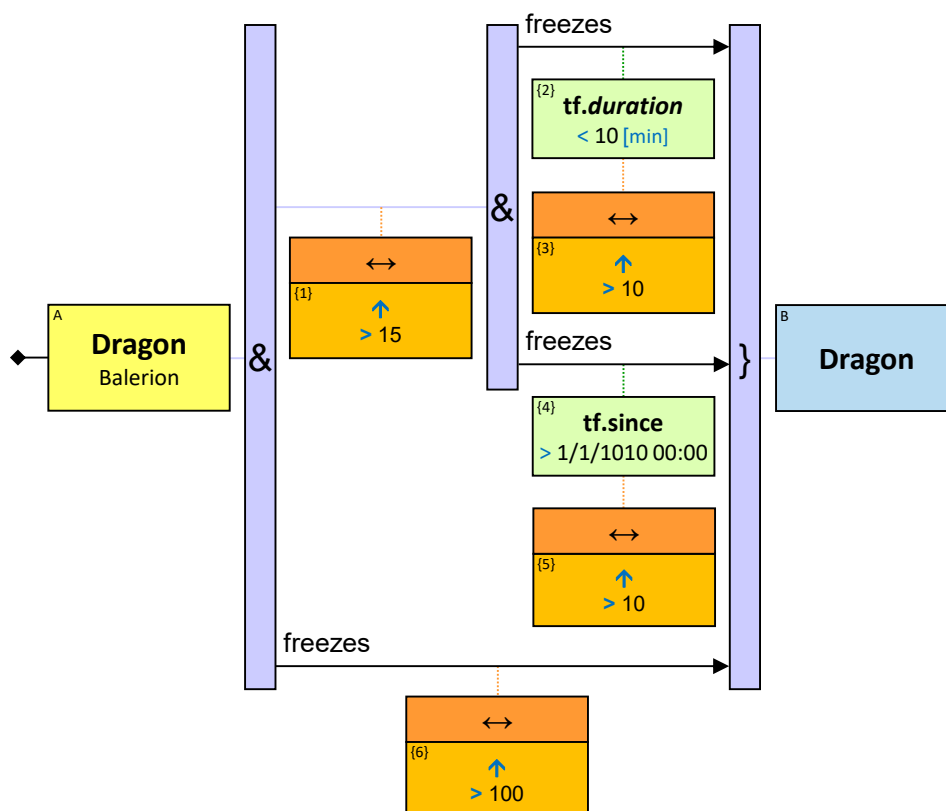 freezes
{2}
tf.duration
< 10 [min]
&
↔
{3}
↑
> 10
↔
{1}
↑
> 15
A
Dragon
Balerion
&
freezes
}
B
Dragon
{4}
tf.since
> 1/1/1010 00:00
↔
{5}
↑
> 10
freezes
↔
{6}
↑
> 100